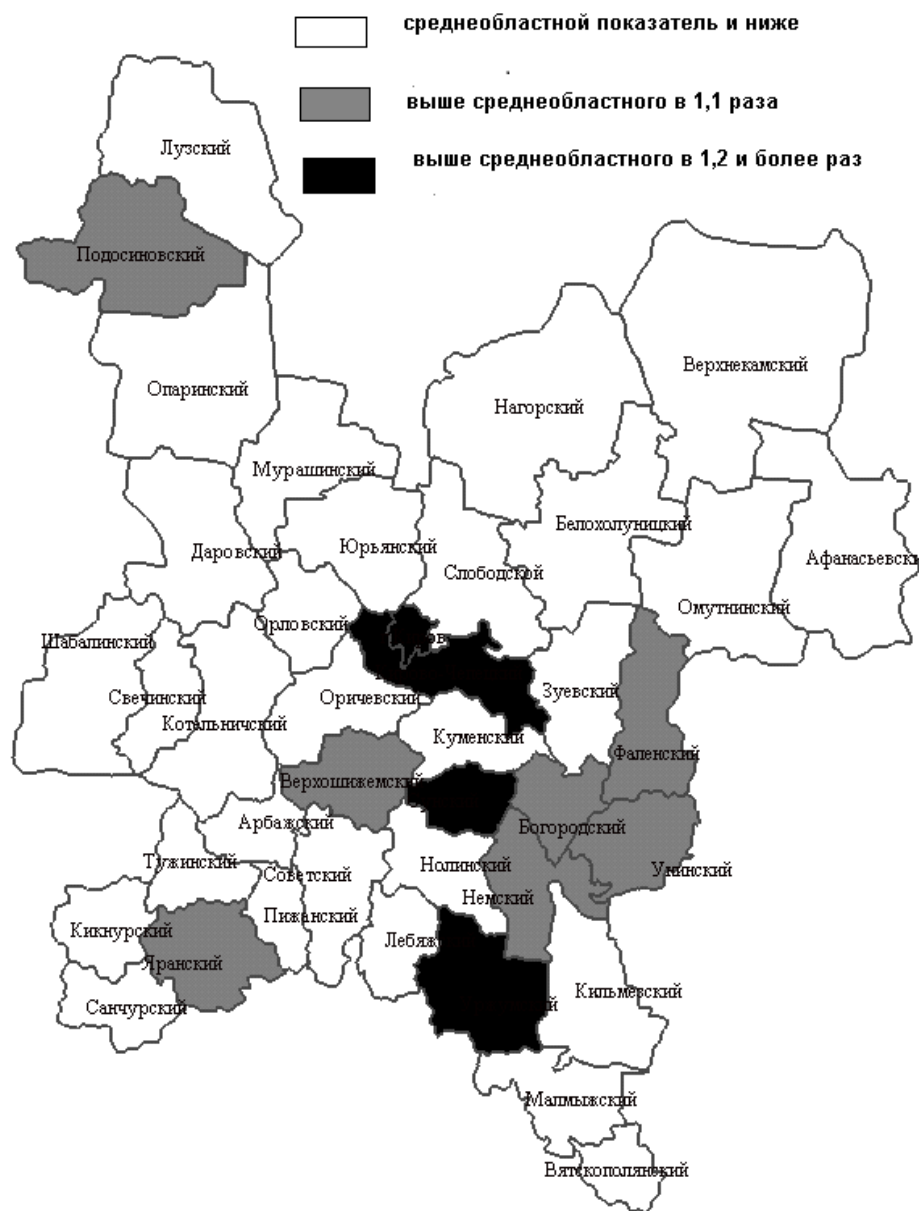 среднеобластной показатель и ниже
выше среднеобластного в 1,1 раза
выше среднеобластного в 1,2 и более раз
Лузский
Подосиновский
Опаринский
Мурашинский
Нагорский
Верхнекамский
Даровский
Юрьянский
Слободской
Белохолуницкий
Омутнинский
Афанасьевски
Шабалинский
Свечинский
Котельничский
Орловский
Оричевский
Зуевский
Куменский
Фаленский
Верхошижемский
Богородский
Унинский
Арбажский
Тужинский
Советский
Пижанский
Нолинский
Немский
Кикнурский
Яранский
Санчурский
Кильмезский
Малмыжский
Вятскополянский